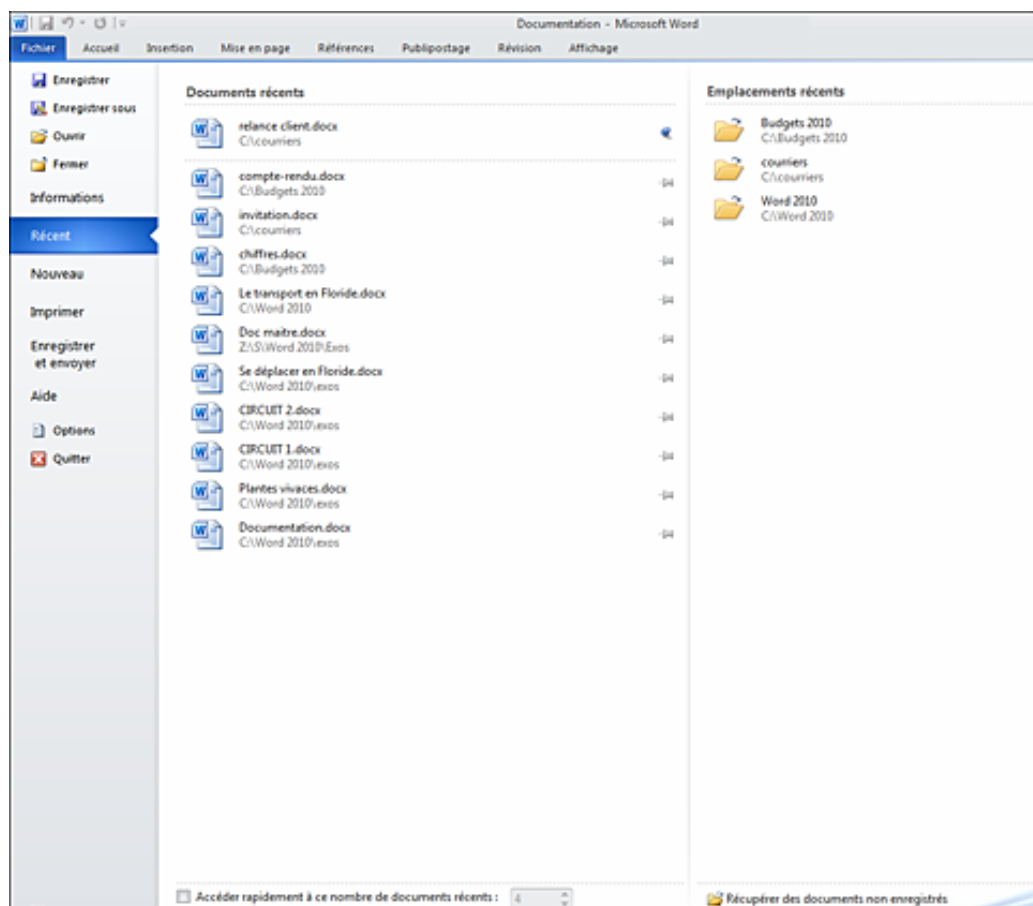 Documentation - Microsoft Word
Fichier Accueil Insertion Mise en page Références Publipostage Révision Affichage
Enregistrer
Enregistrer sous
Ouvrir
Fermer
Informations
Récent
Nouveau
Imprimer
Enregistrer
et envoyer
Aide
Options
Quitter
Documents récents
relance client.docx
C:\courriers
compte-rendu.docx
C:\Budgets 2010
invitation.docx
C:\courriers
chiffres.docx
C:\Budgets 2010
Le transport en Floride.docx
C:\Word 2010
Doc maitre.docx
Z:\S\Word 2010\Exos
Se déplacer en Floride.docx
C:\Word 2010\exos
CIRCUIT 2.docx
C:\Word 2010\exos
CIRCUIT 1.docx
C:\Word 2010\exos
Plantes vivaces.docx
C:\Word 2010\exos
Documentation.docx
C:\Word 2010\exos
Accéder rapidement à ce nombre de documents récents : 4
Emplacements récents
Budgets 2010
C:\Budgets 2010
courriers
C:\courriers
Word 2010
C:\Word 2010
Récupérer des documents non enregistrés